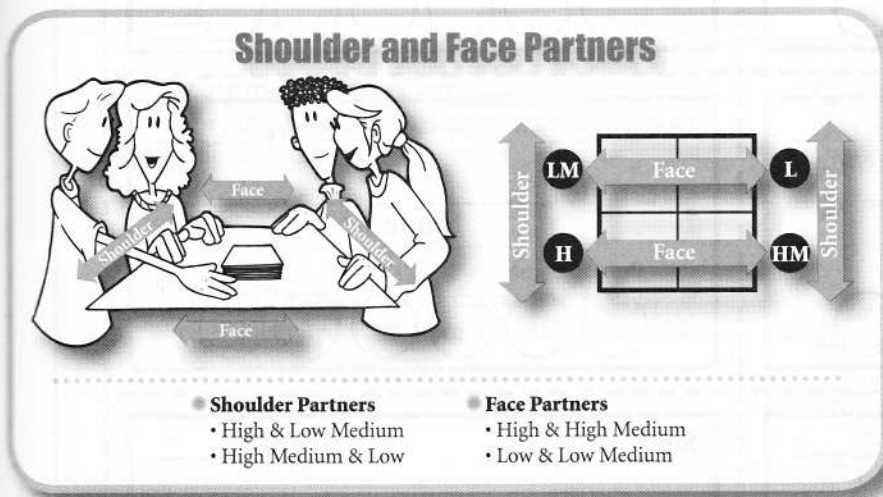 Shoulder and Face Partners
Face
Shoulder
Shoulder
Face
Shoulder
LM
Face
L
Shoulder
H
Face
HM
Shoulder Partners
• High & Low Medium
• High Medium & Low
Face Partners
• High & High Medium
• Low & Low Medium